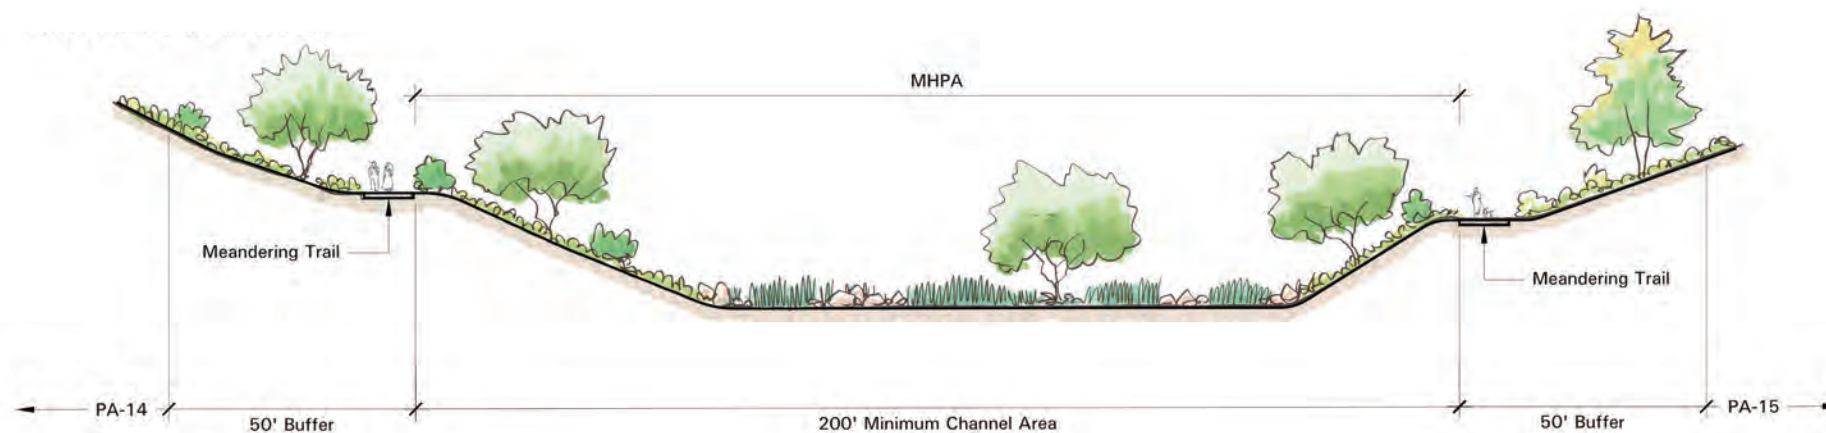 MHPA
Meandering Trail
Meandering Trail
PA-14
50' Buffer
200' Minimum Channel Area
50' Buffer
PA-15